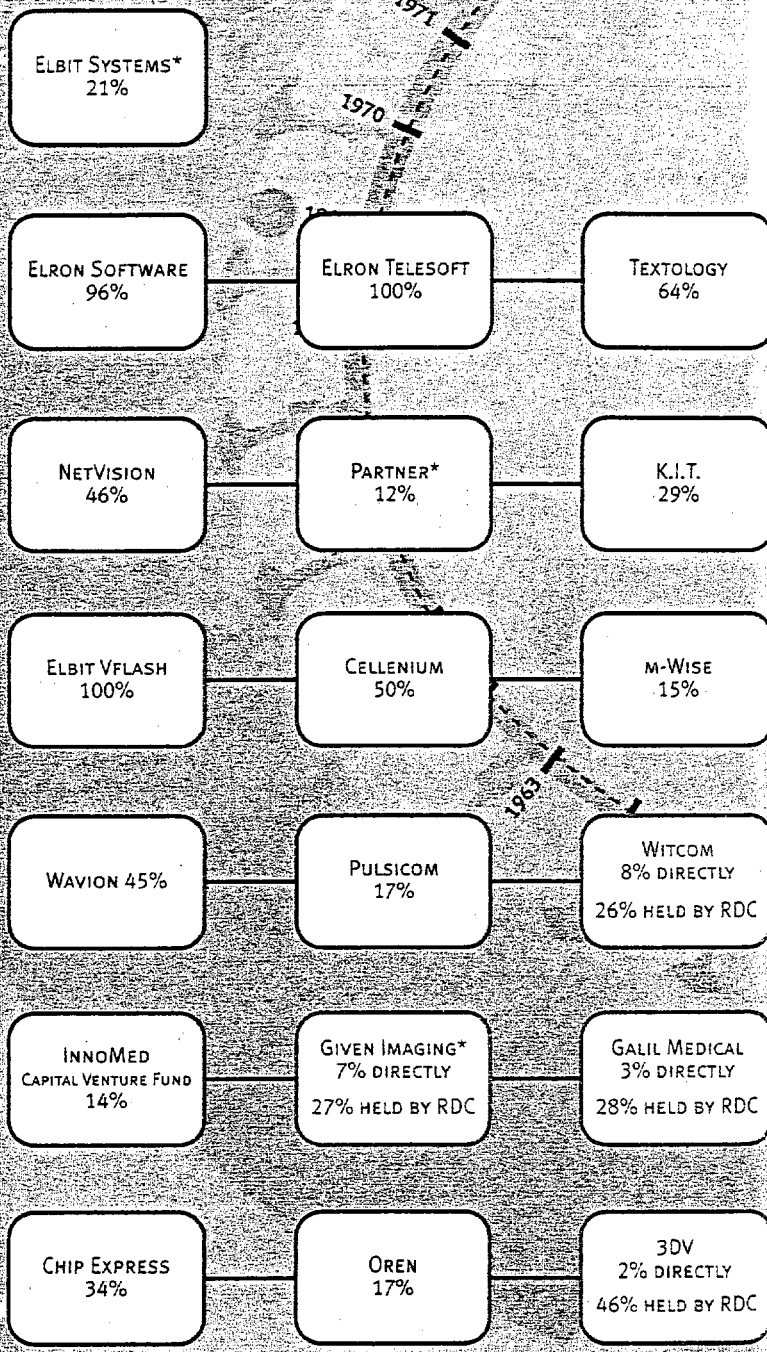 1971
1970
ELBIT SYSTEMS*
21%
ELRON SOFTWARE
96%
ELRON TELESOFT
100%
TEXTOLOGY
64%
NETVISION
46%
PARTNER*
12%
K.I.T.
29%
ELBIT VFLASH
100%
CELLENIUM
50%
M-WISE
15%
1963
WAVION 45%
PULSICOM
17%
WITCOM
8% DIRECTLY
26% HELD BY RDC
INNOMED
CAPITAL VENTURE FUND
14%
GIVEN IMAGING*
7% DIRECTLY
27% HELD BY RDC
GALIL MEDICAL
3% DIRECTLY
28% HELD BY RDC
CHIP EXPRESS
34%
OREN
17%
3DV
2% DIRECTLY
46% HELD BY RDC